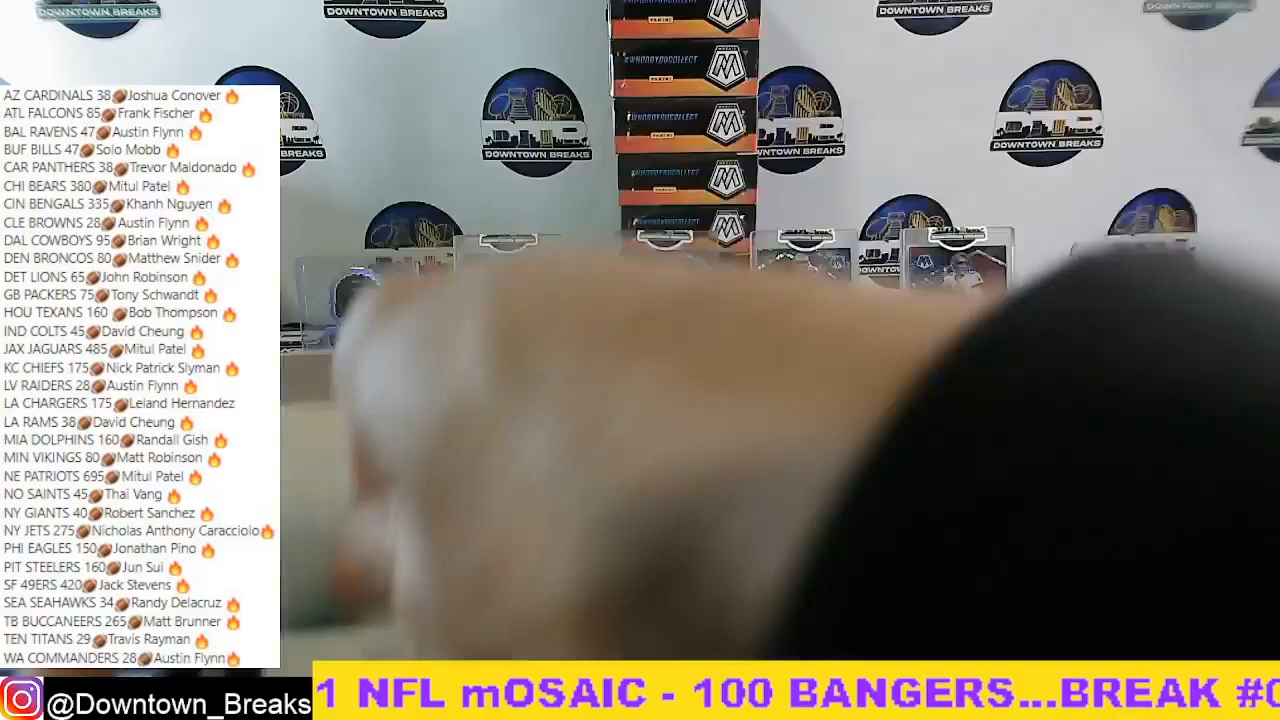 DOWNTOWN BREAKS
DOWNTOWN BREAKS
#WHODOYOUCOLLECT
PANINI
DOWNTOWN BREAKS
DOWNTOWN BREAKS
AZ CARDINALS 38🏈Joshua Conover 🔥
ATL FALCONS 85🏈Frank Fischer 🔥
BAL RAVENS 47🏈Austin Flynn 🔥
BUF BILLS 47🏈Solo Mobb 🔥
CAR PANTHERS 38🏈Trevor Maldonado 🔥
CHI BEARS 380🏈Mitul Patel 🔥
CIN BENGALS 335🏈Khanh Nguyen 🔥
CLE BROWNS 28🏈Austin Flynn 🔥
DAL COWBOYS 95🏈Brian Wright 🔥
DEN BRONCOS 80🏈Matthew Snider 🔥
DET LIONS 65🏈John Robinson 🔥
GB PACKERS 75🏈Tony Schwandt 🔥
HOU TEXANS 160 🏈Bob Thompson 🔥
IND COLTS 45🏈David Cheung 🔥
JAX JAGUARS 485🏈Mitul Patel 🔥
KC CHIEFS 175🏈Nick Patrick Slyman 🔥
LV RAIDERS 28🏈Austin Flynn 🔥
LA CHARGERS 175🏈Leland Hernandez
LA RAMS 38🏈David Cheung 🔥
MIA DOLPHINS 160🏈Randall Gish 🔥
MIN VIKINGS 80🏈Matt Robinson 🔥
NE PATRIOTS 695🏈Mitul Patel 🔥
NO SAINTS 45🏈Thai Vang 🔥
NY GIANTS 40🏈Robert Sanchez 🔥
NY JETS 275🏈Nicholas Anthony Caracciolo🔥
PHI EAGLES 150🏈Jonathan Pino 🔥
PIT STEELERS 160🏈Jun Sui 🔥
SF 49ERS 420🏈Jack Stevens 🔥
SEA SEAHAWKS 34🏈Randy Delacruz 🔥
TB BUCCANEERS 265🏈Matt Brunner 🔥
TEN TITANS 29🏈Travis Rayman 🔥
WA COMMANDERS 28🏈Austin Flynn🔥
@Downtown_Breaks
1 NFL mOSAIC - 100 BANGERS...BREAK #